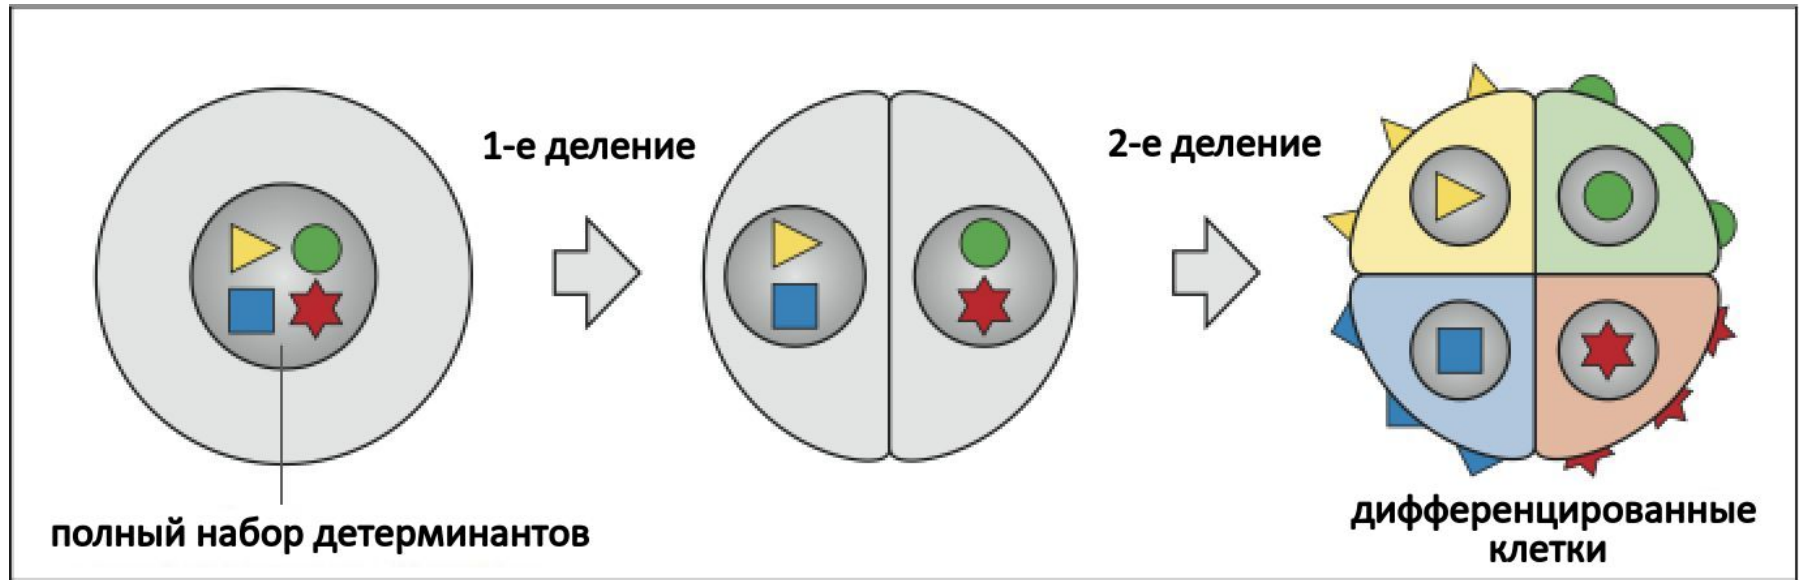 1-е деление
2-е деление
полный набор детерминантов
дифференцированные
клетки